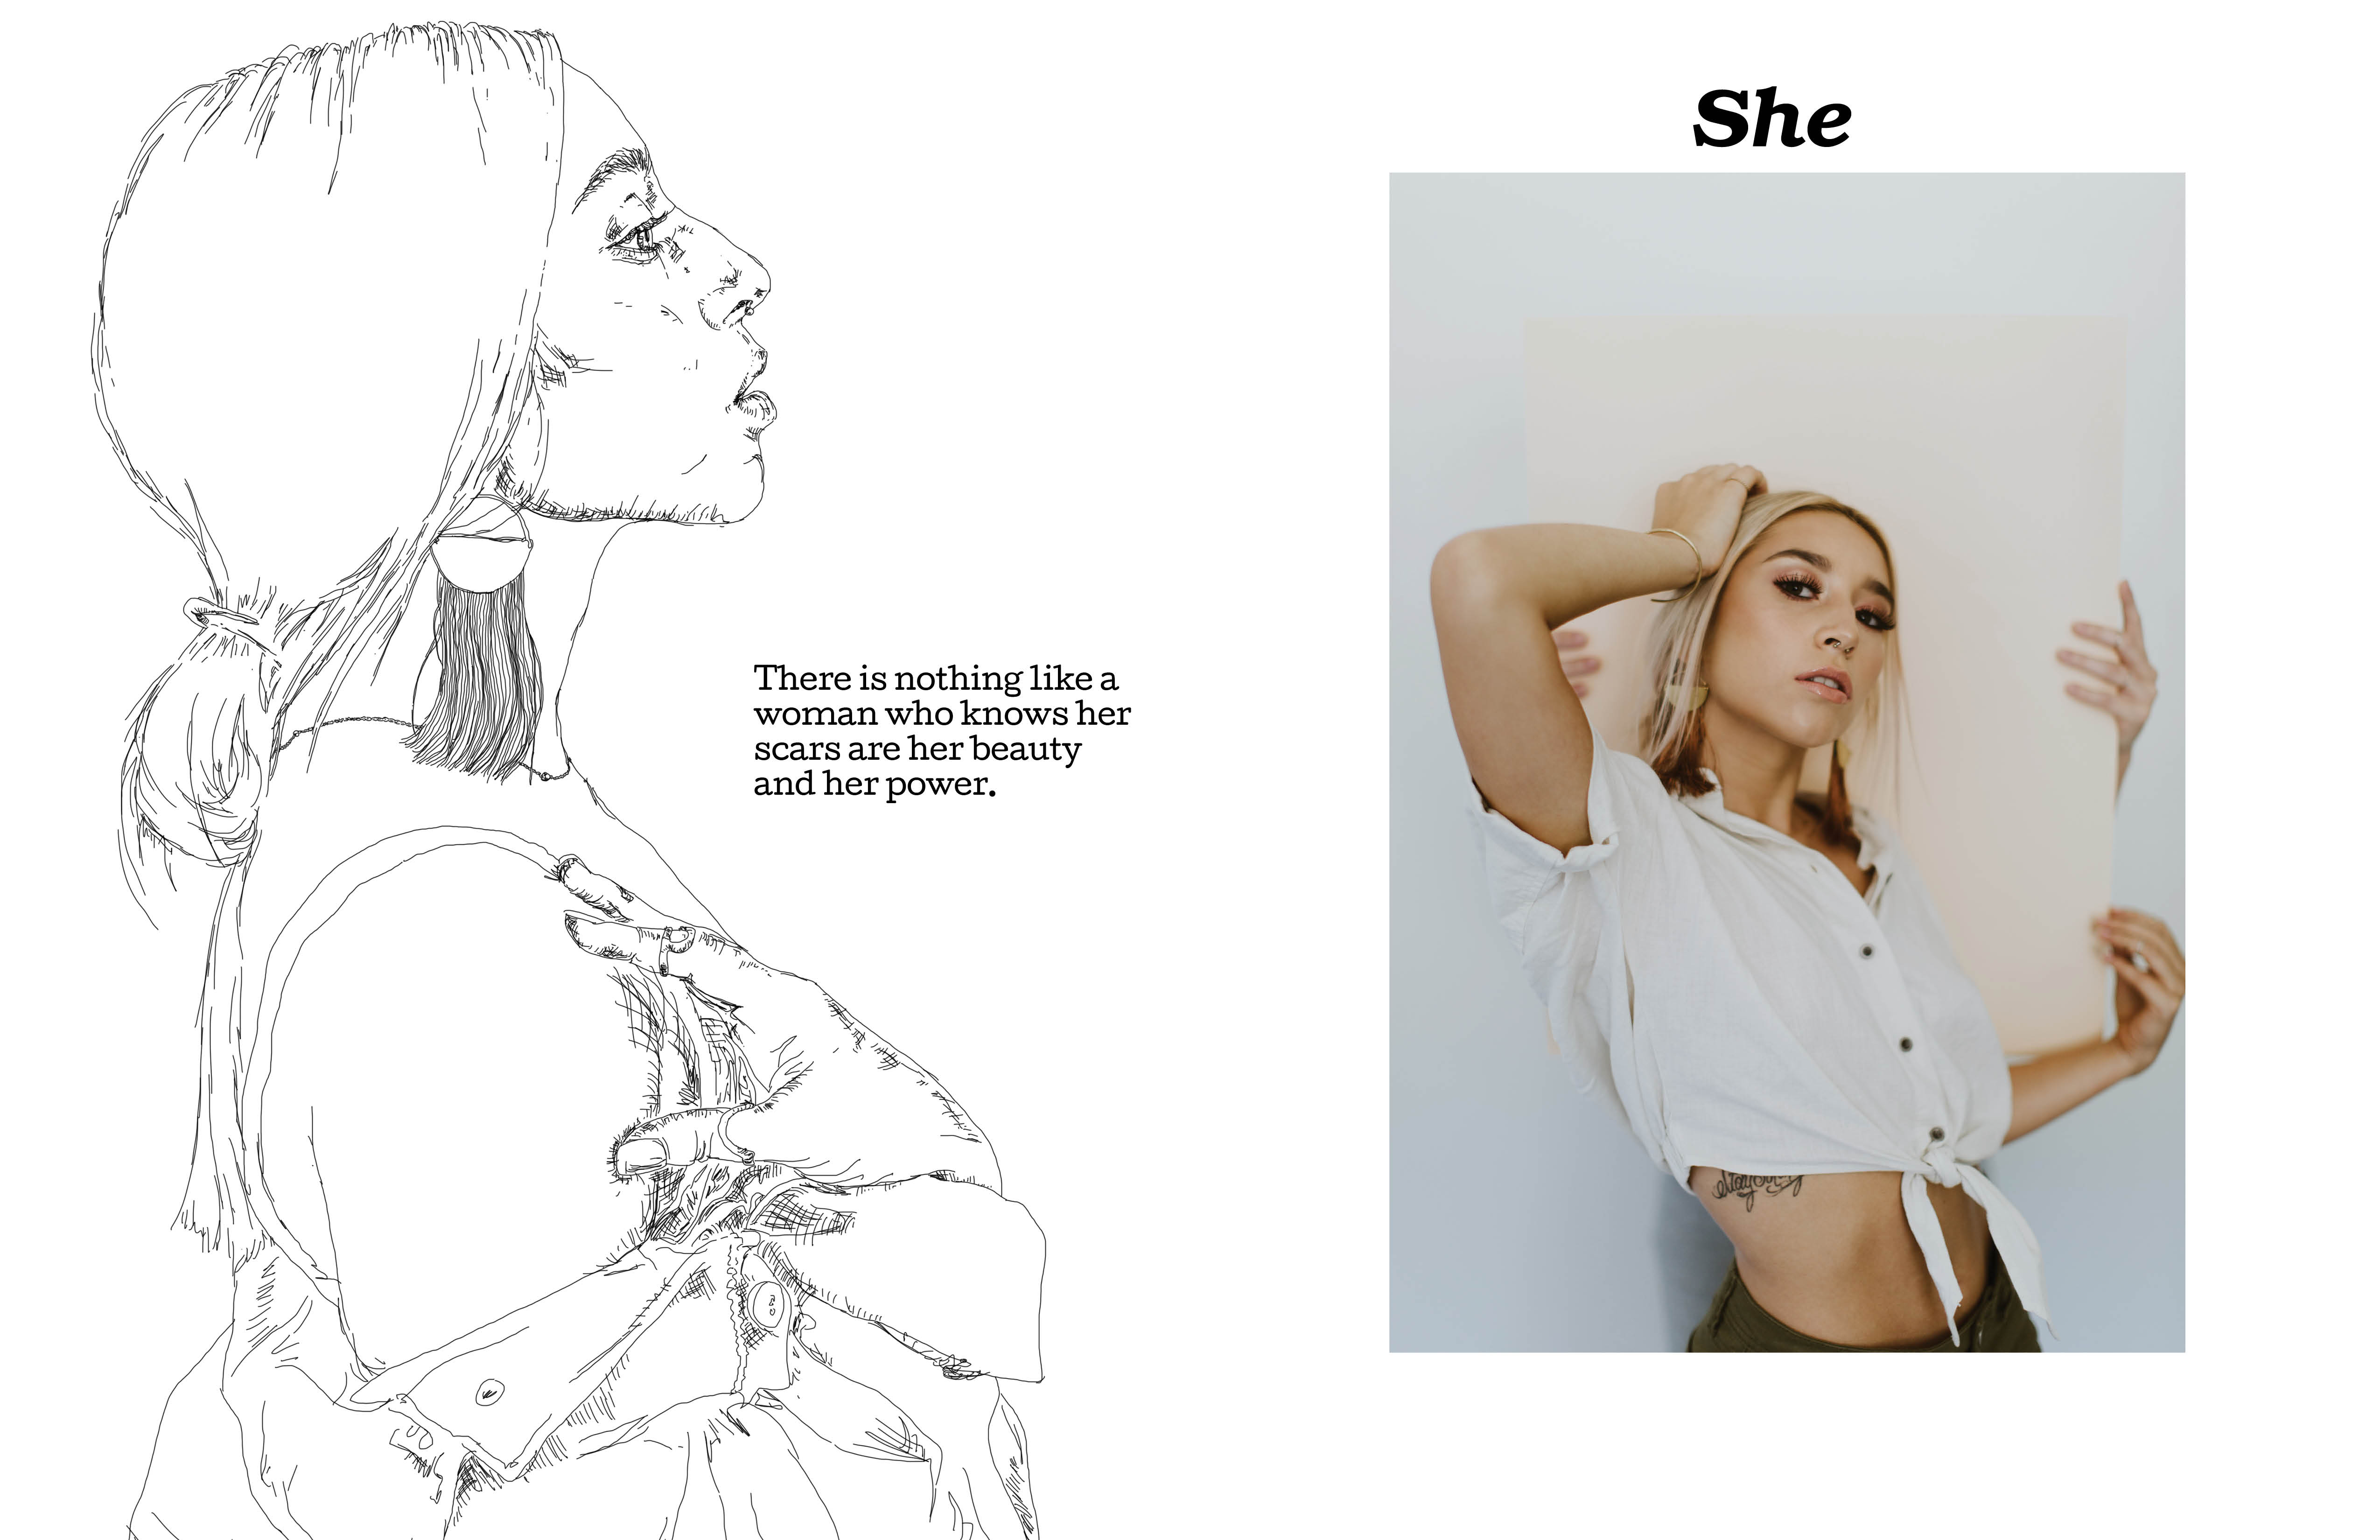 There is nothing like a
woman who knows her
scars are her beauty
and her power.
She